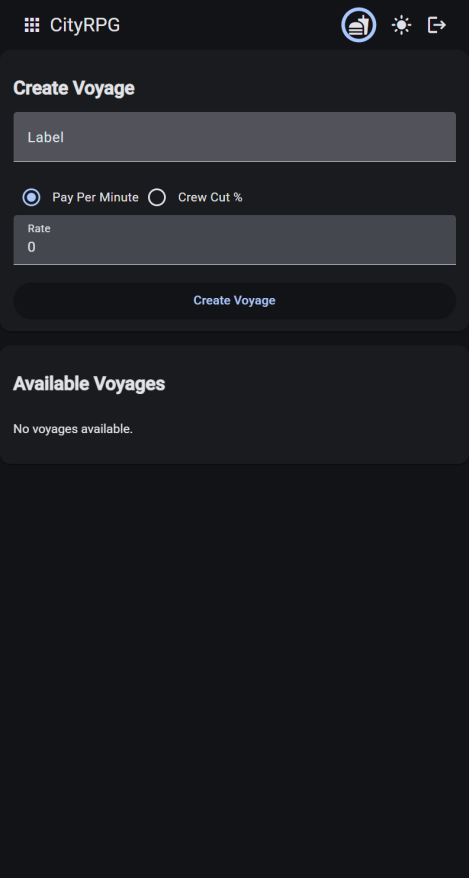 CityRPG
Create Voyage
Label
Pay Per Minute Crew Cut %
Rate
0
Create Voyage
Available Voyages
No voyages available.